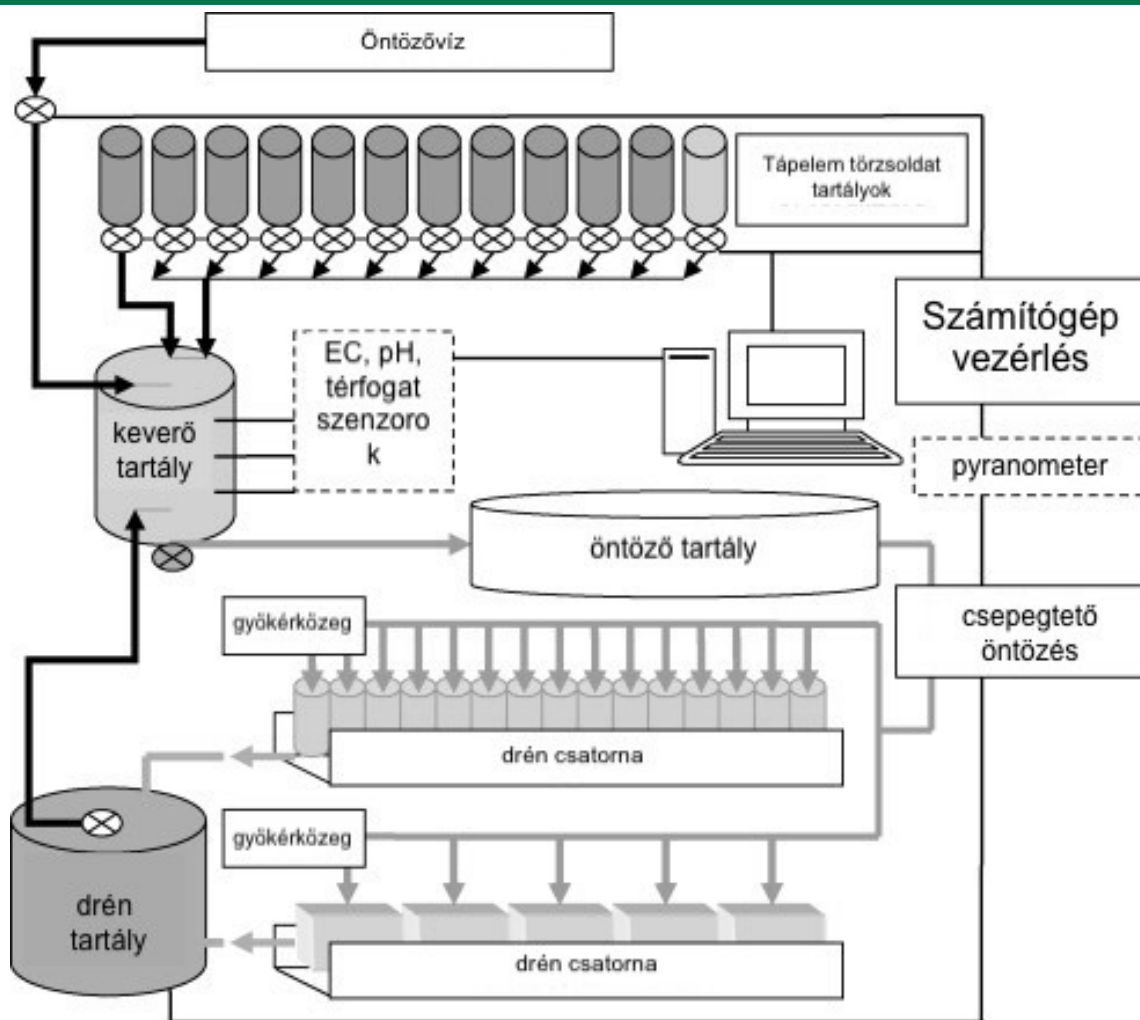 Öntözővíz
Tápelem törzsoldat
tartályok
Számítógép
vezérlés
EC, pH,
térfogat
szenzoro
k
keverő
tartály
pyranometer
öntöző tartály
csepegtető
öntözés
gyökérközeg
drén csatorna
gyökérközeg
drén
tartály
drén csatorna